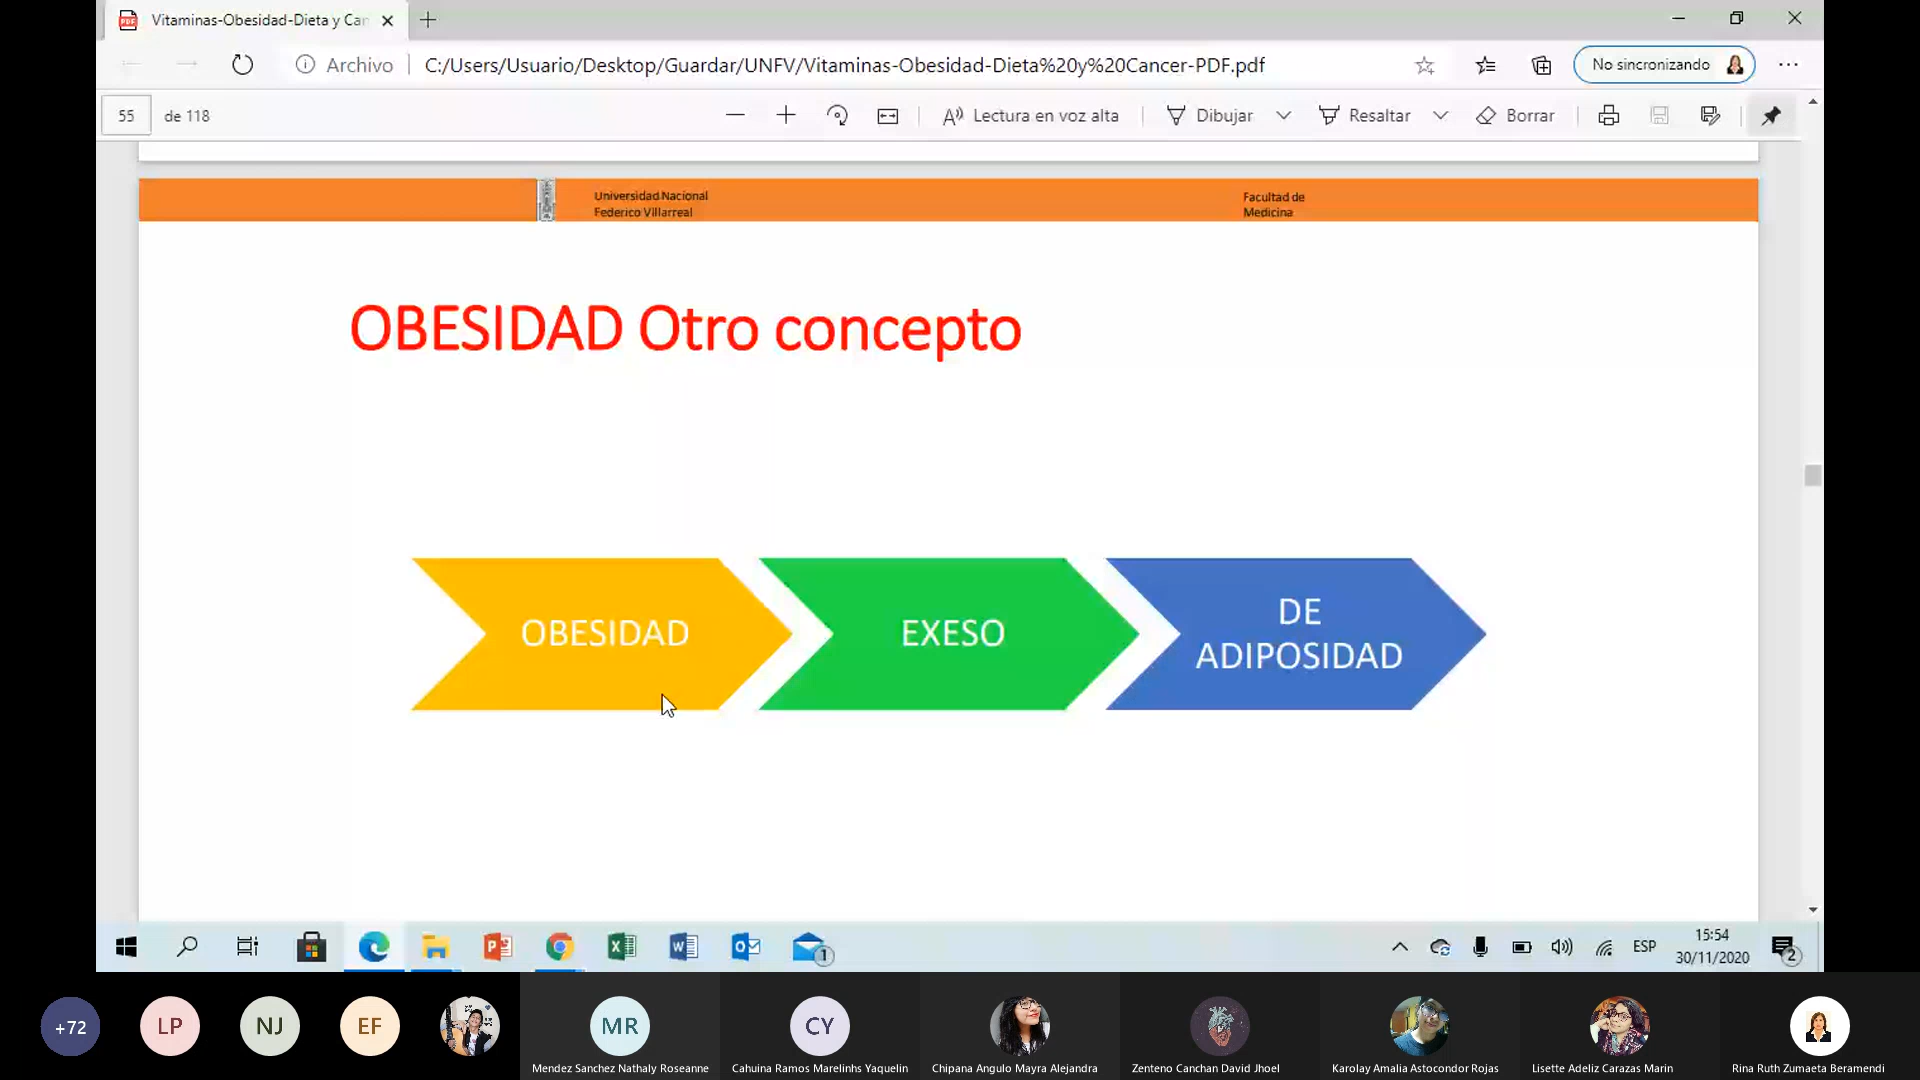 Vitaminas-Obesidad-Dieta y Can
Archivo
C:/Users/Usuario/Desktop/Guardar/UNFV/Vitaminas-Obesidad-Dieta%20y%20Cancer-PDF.pdf
No sincronizando
55
de 118
Lectura en voz alta
Dibujar
Resaltar
Borrar
Universidad Nacional
Federico Villarreal
Facultad de
Medicina
OBESIDAD Otro concepto
OBESIDAD
EXESO
DE
ADIPOSIDAD
1
ESP
15:54
30/11/2020
2
+72
LP
NJ
EF
MR
CY
Mendez Sanchez Nathaly Roseanne
Cahuina Ramos Marelinhs Yaquelin
Chipana Angulo Mayra Alejandra
Zenteno Canchan David Jhoel
Karolay Amalia Astocondor Rojas
Lisette Adeliz Carazas Marin
Rina Ruth Zumaeta Beramendi